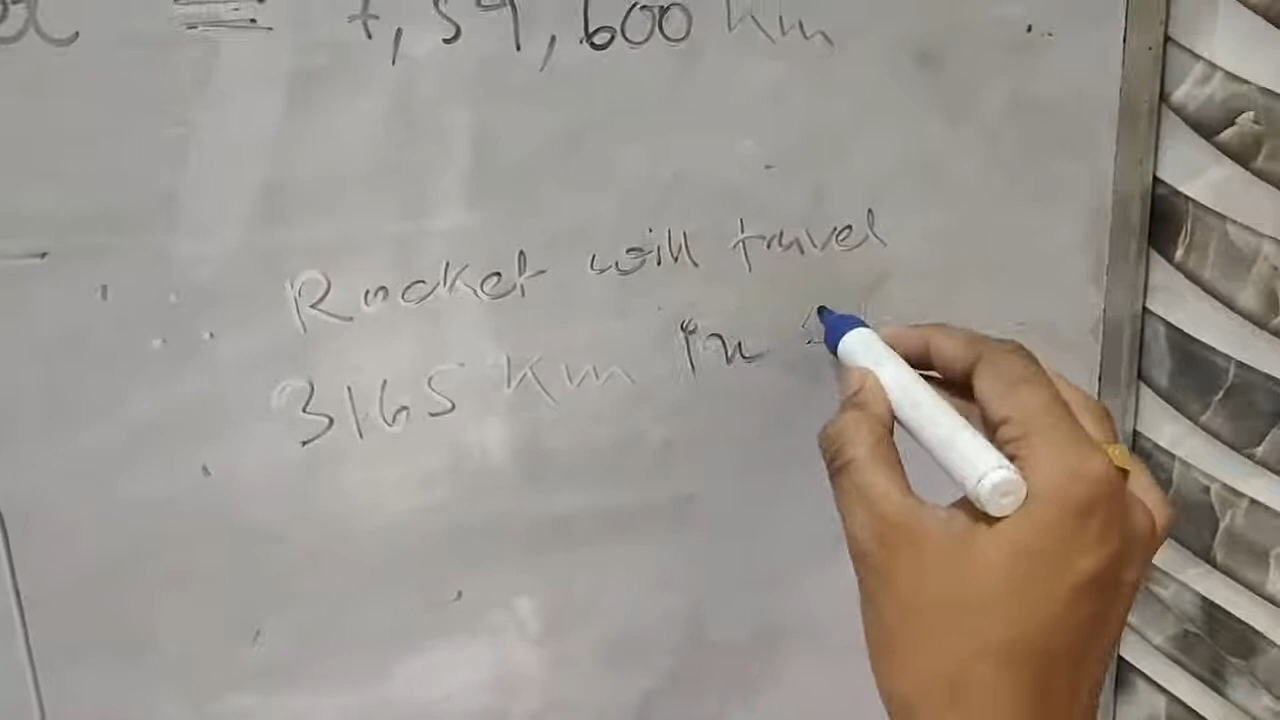 = 7,59,600 Km
∴ Rocket will travel
3165 Km in